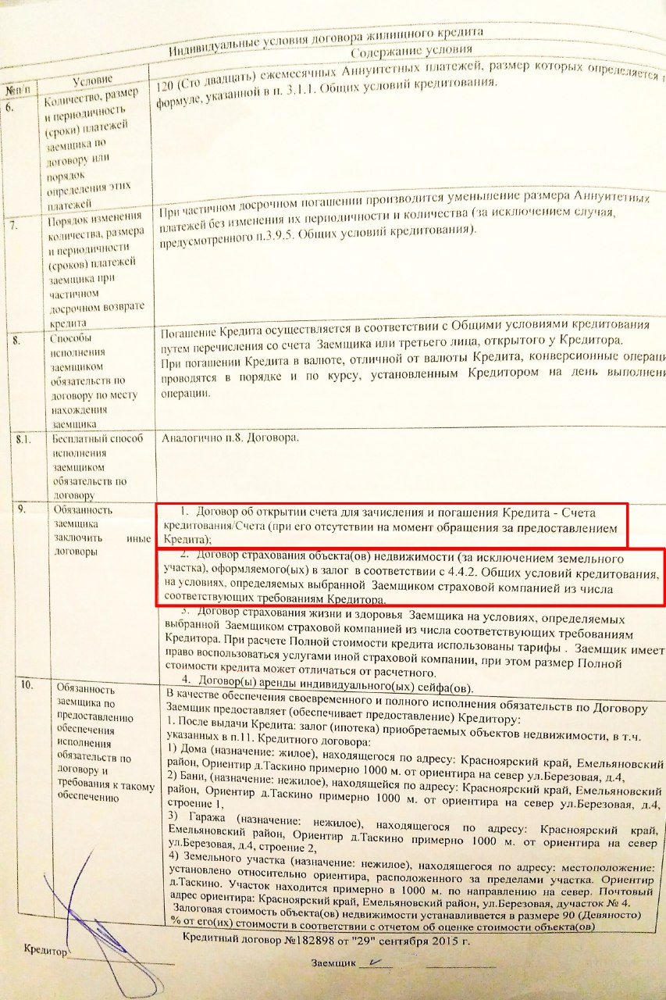 Индивидуальные условия договора жилищного кредита
№п/п
Условие
Содержание условия
6.
Количество, размер
и периодичность
(сроки) платежей
заемщика по
договору или
порядок
определения этих
платежей
120 (Сто двадцать) ежемесячных Аннуитетных платежей, размер которых определяется
формуле, указанной в п. 3.1.1. Общих условий кредитования.
7.
Порядок изменения
количества, размера
и периодичности
(сроков) платежей
заемщика при
частичном
досрочном возврате
кредита
При частичном досрочном погашении производится уменьшение размера Аннуитетных
платежей без изменения их периодичности и количества (за исключением случая,
предусмотренного п.3.9.5. Общих условий кредитования).
8.
Способы
исполнения
заемщиком
обязательств по
договору по месту
нахождения
заемщика
Погашение Кредита осуществляется в соответствии с Общими условиями кредитования
путем перечисления со счета Заемщика или третьего лица, открытого у Кредитора.
При погашении Кредита в валюте, отличной от валюты Кредита, конверсионные операци
проводятся в порядке и по курсу, установленным Кредитором на день выполнени
операции.
8.1.
Бесплатный способ
исполнения
заемщиком
обязательств по
договору
Аналогично п.8. Договора.
9.
Обязанность
заемщика
заключить иные
договоры
1. Договор об открытии счета для зачисления и погашения Кредита - Счета
кредитования/Счета (при его отсутствии на момент обращения за предоставлением
Кредита);
2. Договор страхования объекта(ов) недвижимости (за исключением земельного
участка), оформляемого(ых) в залог в соответствии с 4.4.2. Общих условий кредитования,
на условиях, определяемых выбранной Заемщиком страховой компанией из числа
соответствующих требованиям Кредитора.
3. Договор страхования жизни и здоровья Заемщика на условиях, определяемых
выбранной Заемщиком страховой компанией из числа соответствующих требованиям
Кредитора. При расчете Полной стоимости кредита использованы тарифы . Заемщик имеет
право воспользоваться услугами иной страховой компании, при этом размер Полной
стоимости кредита может отличаться от расчетного.
4. Договор(ы) аренды индивидуального(ых) сейфа(ов).
10.
Обязанность
заемщика по
предоставлению
обеспечения
исполнения
обязательств по
договору и
требования к такому
обеспечению
В качестве обеспечения своевременного и полного исполнения обязательств по Договору
Заемщик предоставляет (обеспечивает предоставление) Кредитору:
1. После выдачи Кредита: залог (ипотека) приобретаемых объектов недвижимости, в т.ч.
указанных в п.11. Кредитного договора:
1) Дома (назначение: жилое), находящегося по адресу: Красноярский край, Емельяновский
район, Ориентир д.Таскино примерно 1000 м. от ориентира на север ул.Березовая, д.4,
2) Бани, (назначение: нежилое), находящейся по адресу: Красноярский край, Емельяновский
район, Ориентир д.Таскино примерно 1000 м. от ориентира на север ул.Березовая, д.4,
строение 1,
3) Гаража (назначение: нежилое), находящегося по адресу: Красноярский край,
Емельяновский район, Ориентир д.Таскино примерно 1000 м. от ориентира на север
ул.Березовая, д.4, строение 2,
4) Земельного участка (назначение: нежилое), находящегося по адресу: местоположение:
установлено относительно ориентира, расположенного за пределами участка. Ориентир
д.Таскино. Участок находится примерно в 1000 м. по направлению на север. Почтовый
адрес ориентира: Красноярский край, Емельяновский район, ул.Березовая, дучасток № 4.
Залоговая стоимость объекта(ов) недвижимости устанавливается в размере 90 (Девяносто)
% от его(их) стоимости в соответствии с отчетом об оценке стоимости объекта(ов)
Кредитный договор №182898 от "29" сентября 2015 г.
Кредитор
Заемщик